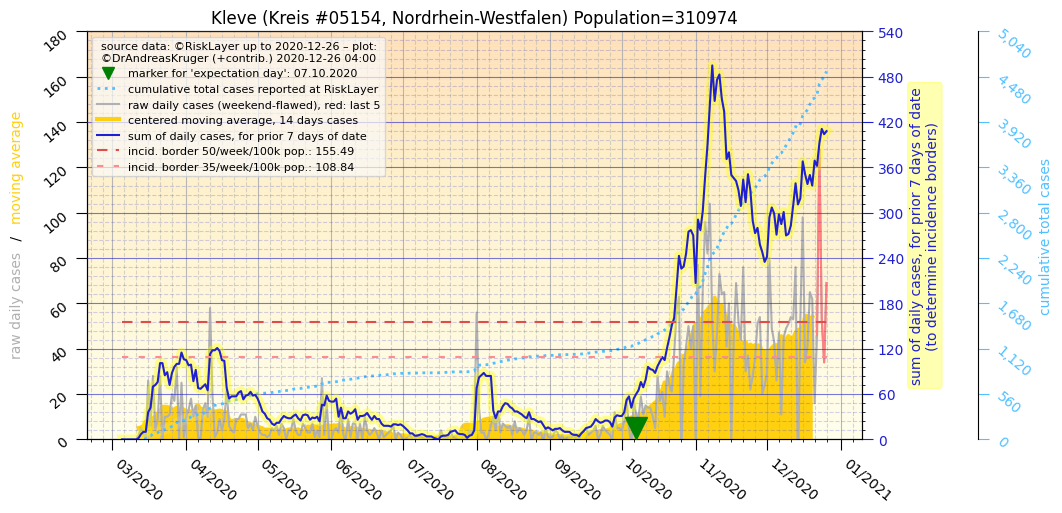 Kleve (Kreis #05154, Nordrhein-Westfalen) Population=310974
source data: ©RiskLayer up to 2020-12-26 – plot:
©DrAndreasKruger (+contrib.) 2020-12-26 04:00
marker for 'expectation day': 07.10.2020
cumulative total cases reported at RiskLayer
raw daily cases (weekend-flawed), red: last 5
centered moving average, 14 days cases
sum of daily cases, for prior 7 days of date
incid. border 50/week/100k pop.: 155.49
incid. border 35/week/100k pop.: 108.84
raw daily cases / moving average
180
160
140
120
100
80
60
40
20
0
03/2020
04/2020
05/2020
06/2020
07/2020
08/2020
09/2020
10/2020
11/2020
12/2020
01/2021
540
480
420
360
300
240
180
120
60
0
sum of daily cases, for prior 7 days of date
(to determine incidence borders)
5,040
4,480
3,920
3,360
2,800
2,240
1,680
1,120
560
0
cumulative total cases